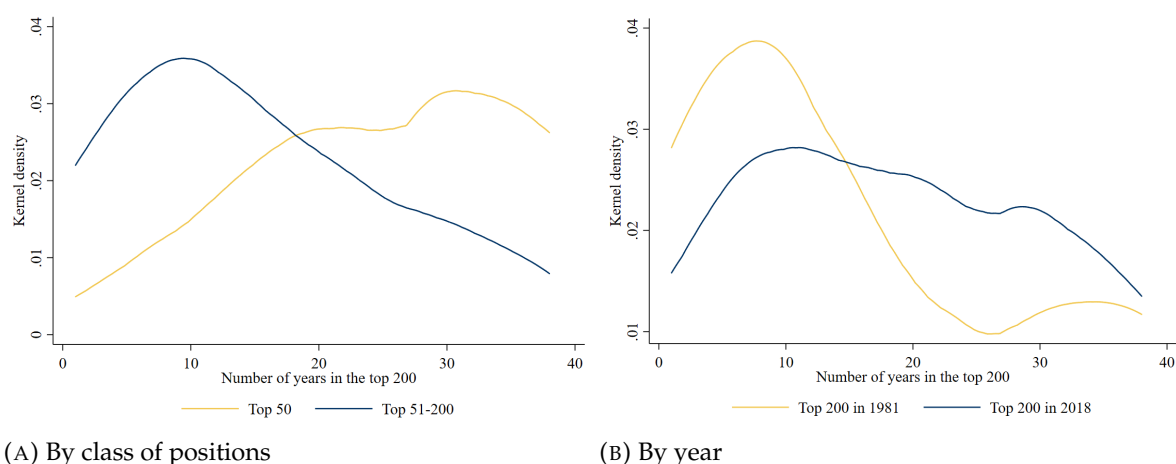 .04
.03
.02
.01
0
Kernel density
0 10 20 30 40
Number of years in the top 200
Top 50 Top 51-200
(A) By class of positions
.04
.03
.02
.01
Kernel density
0 10 20 30 40
Number of years in the top 200
Top 200 in 1981 Top 200 in 2018
(B) By year